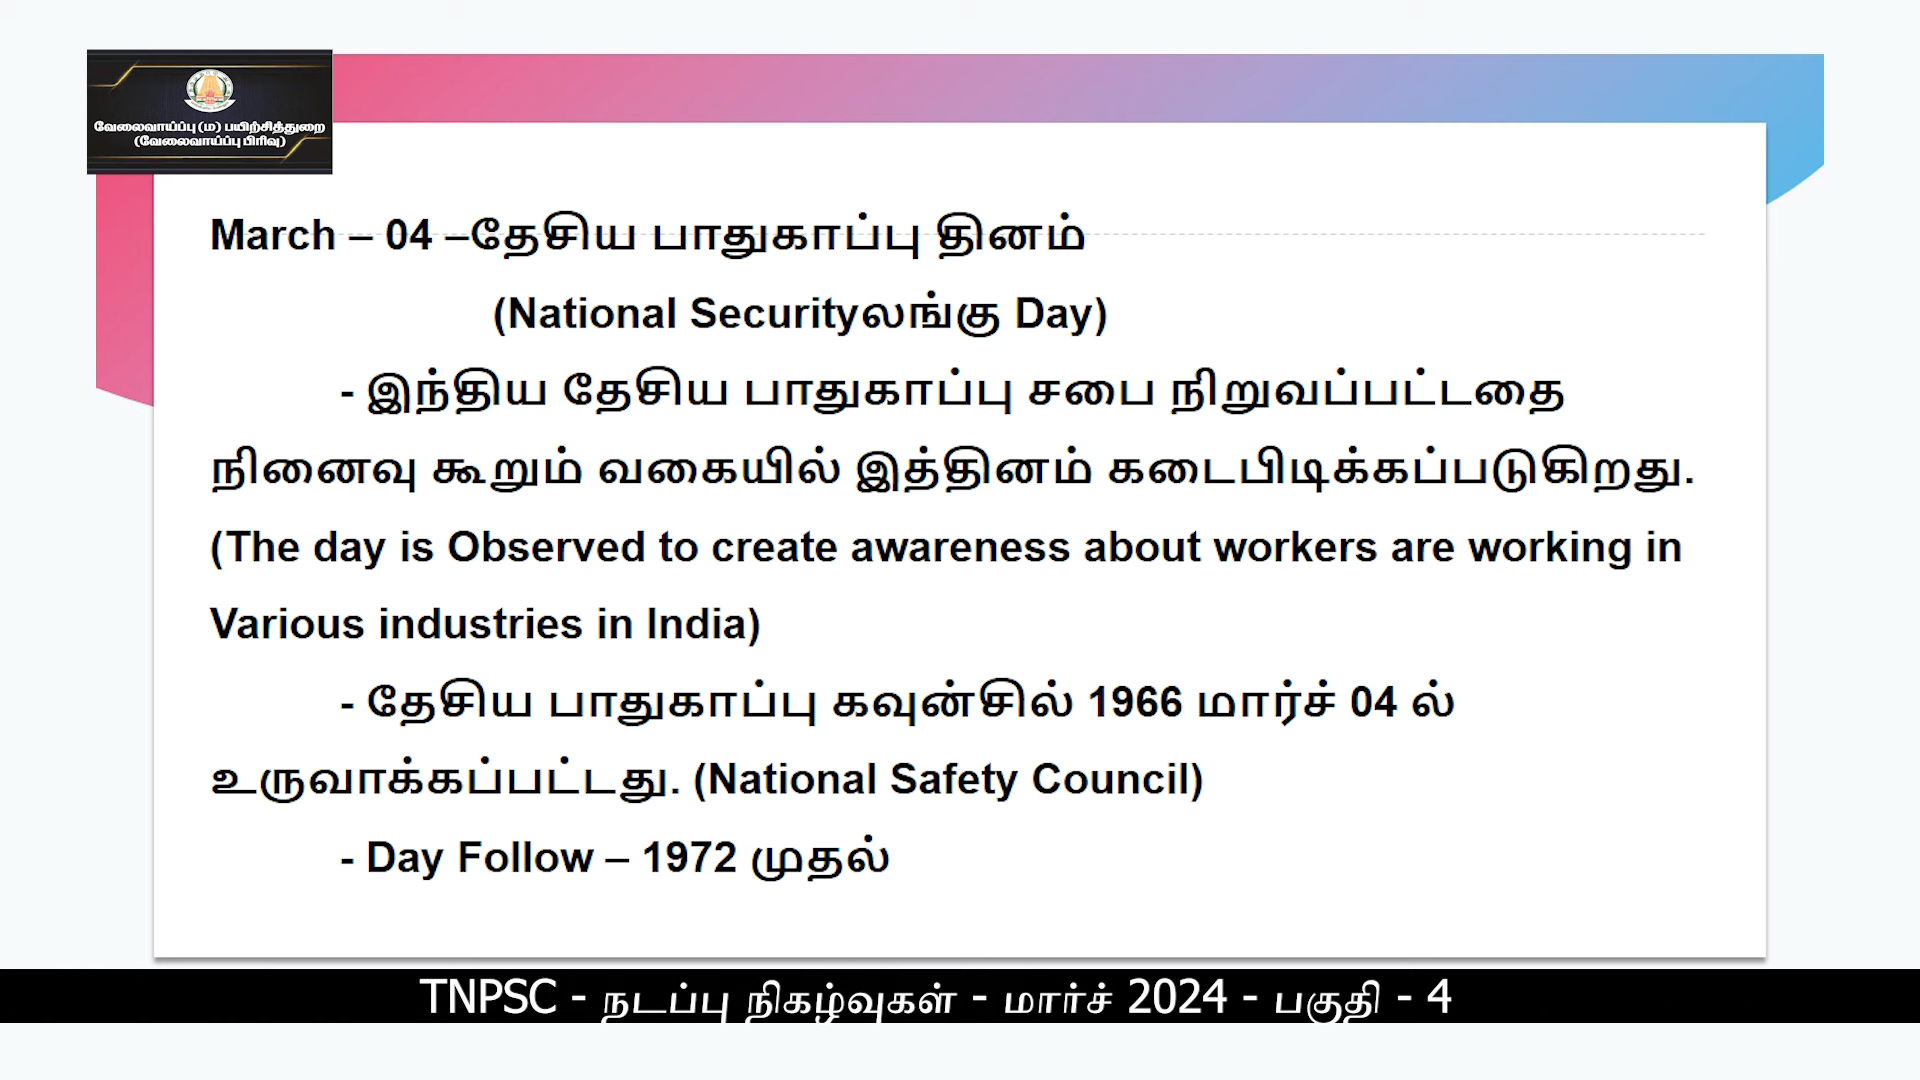 வேலைவாய்ப்பு (ம) பயிற்சித்துறை
(வேலைவாய்ப்பு பிரிவு)
March – 04 –தேசிய பாதுகாப்பு தினம்
(National Securityலங்கு Day)
- இந்திய தேசிய பாதுகாப்பு சபை நிறுவப்பட்டதை
நினைவு கூறும் வகையில் இத்தினம் கடைபிடிக்கப்படுகிறது.
(The day is Observed to create awareness about workers are working in
Various industries in India)
- தேசிய பாதுகாப்பு கவுன்சில் 1966 மார்ச் 04 ல்
உருவாக்கப்பட்டது. (National Safety Council)
- Day Follow – 1972 முதல்
TNPSC - நடப்பு நிகழ்வுகள் - மார்ச் 2024 - பகுதி - 4